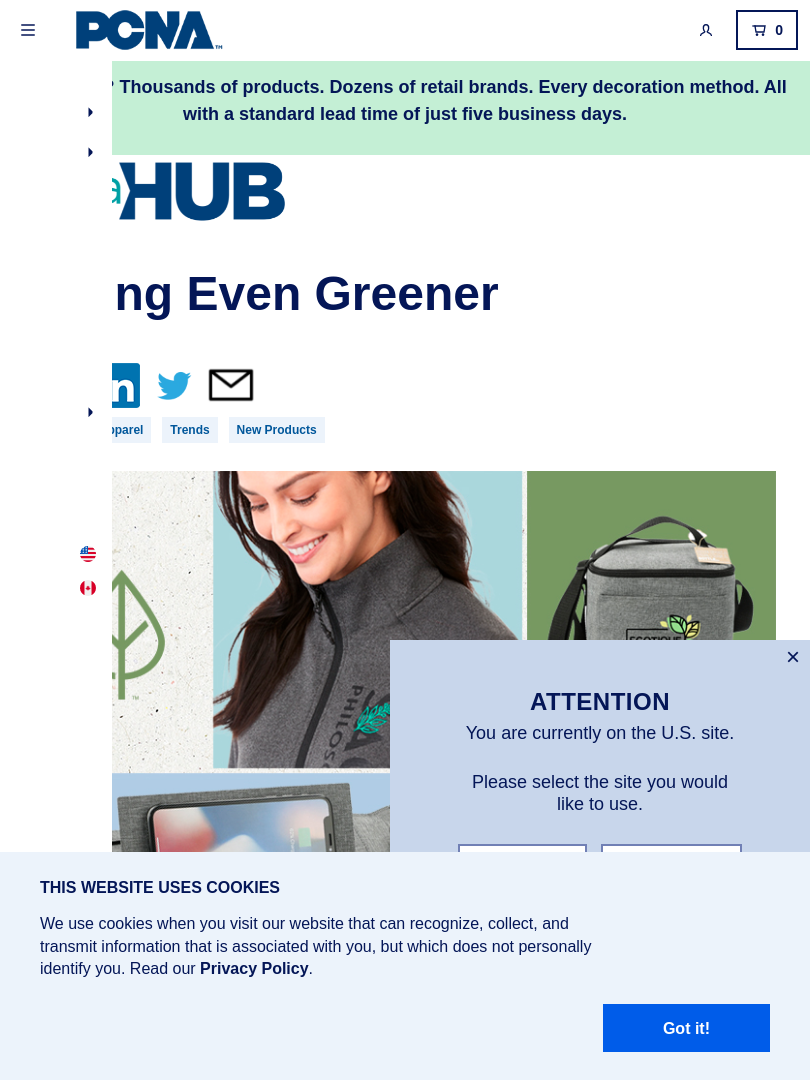 PCNA™
0
? Thousands of products. Dozens of retail brands. Every decoration method. All
with a standard lead time of just five business days.
HUB
ng Even Greener
Trends
New Products
ECOTIQUE
PHILOS
™
ATTENTION
You are currently on the U.S. site.
Please select the site you would
like to use.
THIS WEBSITE USES COOKIES
We use cookies when you visit our website that can recognize, collect, and
transmit information that is associated with you, but which does not personally
identify you. Read our Privacy Policy.
Got it!